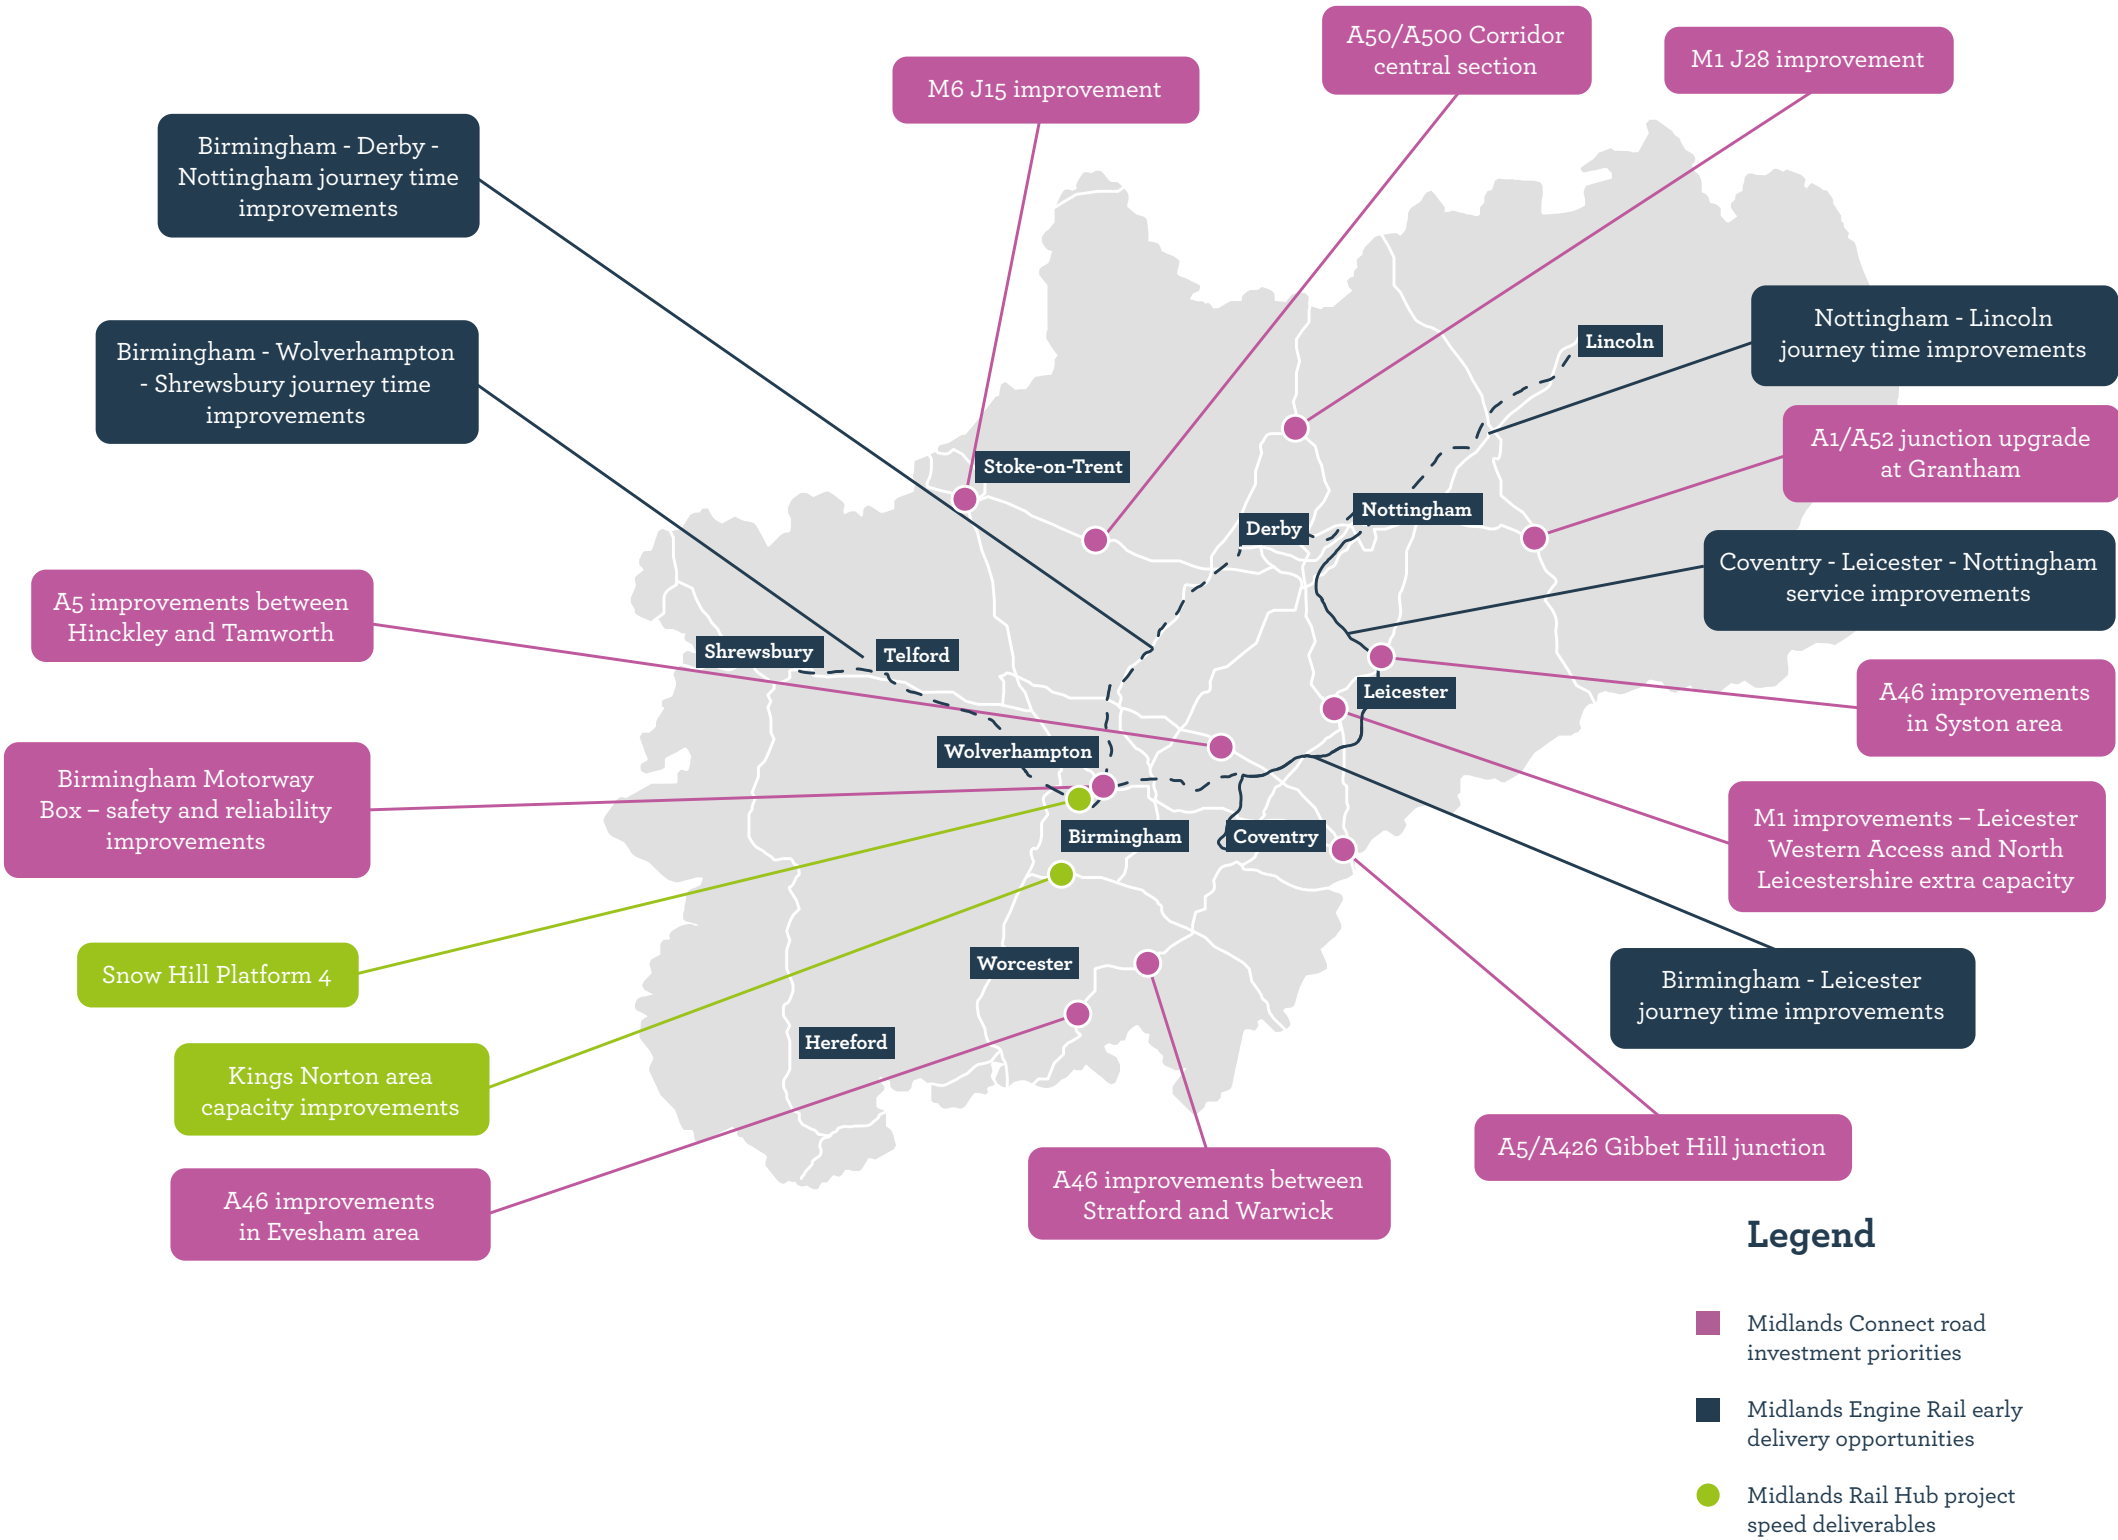 A50/A500 Corridor
central section
M1 J28 improvement
M6 J15 improvement
Birmingham - Derby -
Nottingham journey time
improvements
Nottingham - Lincoln
journey time improvements
Lincoln
Birmingham - Wolverhampton
- Shrewsbury journey time
improvements
A1/A52 junction upgrade
at Grantham
Stoke-on-Trent
Nottingham
Derby
Coventry - Leicester - Nottingham
service improvements
A5 improvements between
Hinckley and Tamworth
Shrewsbury
Telford
Leicester
A46 improvements
in Syston area
Wolverhampton
Birmingham Motorway
Box – safety and reliability
improvements
Birmingham
Coventry
M1 improvements – Leicester
Western Access and North
Leicestershire extra capacity
Snow Hill Platform 4
Worcester
Birmingham - Leicester
journey time improvements
Hereford
Kings Norton area
capacity improvements
A5/A426 Gibbet Hill junction
A46 improvements
in Evesham area
A46 improvements between
Stratford and Warwick
Legend
Midlands Connect road
investment priorities
Midlands Engine Rail early
delivery opportunities
Midlands Rail Hub project
speed deliverables